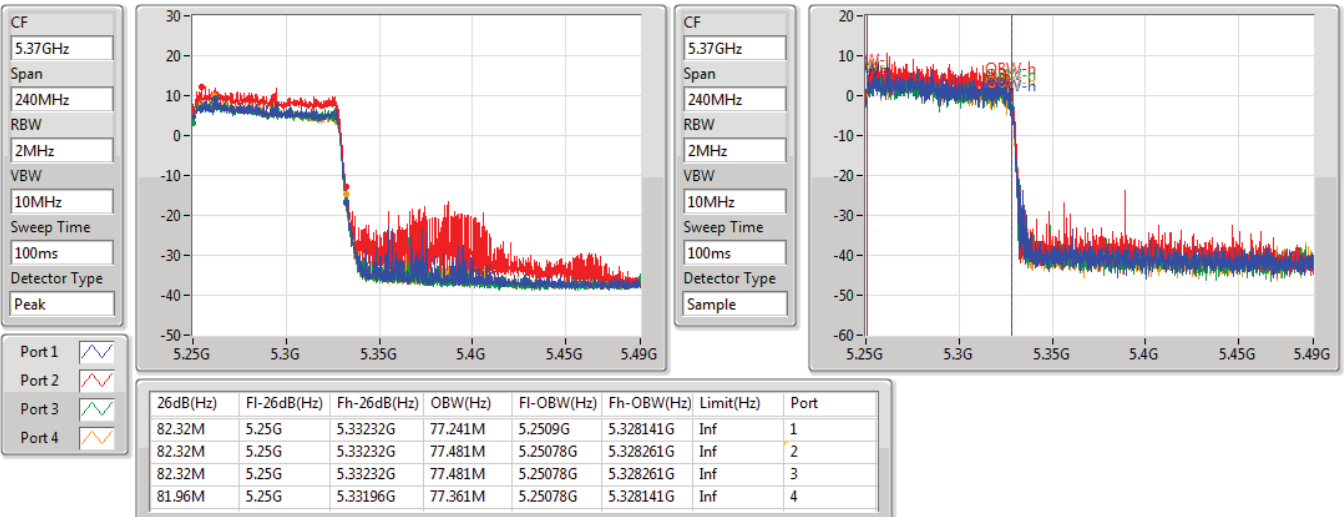 CF
5.37GHz
Span
240MHz
RBW
2MHz
VBW
10MHz
Sweep Time
100ms
Detector Type
Peak
Port 1
Port 2
Port 3
Port 4
30
20
10
0
-10
-20
-30
-40
-50
5.25G 5.3G 5.35G 5.4G 5.45G 5.49G
CF
5.37GHz
Span
240MHz
RBW
2MHz
VBW
10MHz
Sweep Time
100ms
Detector Type
Sample
20
10
0
-10
-20
-30
-40
-50
-60
OBW-h
5.25G 5.3G 5.35G 5.4G 5.45G 5.49G
26dB(Hz) Fl-26dB(Hz) Fh-26dB(Hz) OBW(Hz) Fl-OBW(Hz) Fh-OBW(Hz) Limit(Hz) Port
82.32M 5.25G 5.33232G 77.241M 5.2509G 5.328141G Inf 1
82.32M 5.25G 5.33232G 77.481M 5.25078G 5.328261G Inf 2
82.32M 5.25G 5.33232G 77.481M 5.25078G 5.328261G Inf 3
81.96M 5.25G 5.33196G 77.361M 5.25078G 5.328141G Inf 4